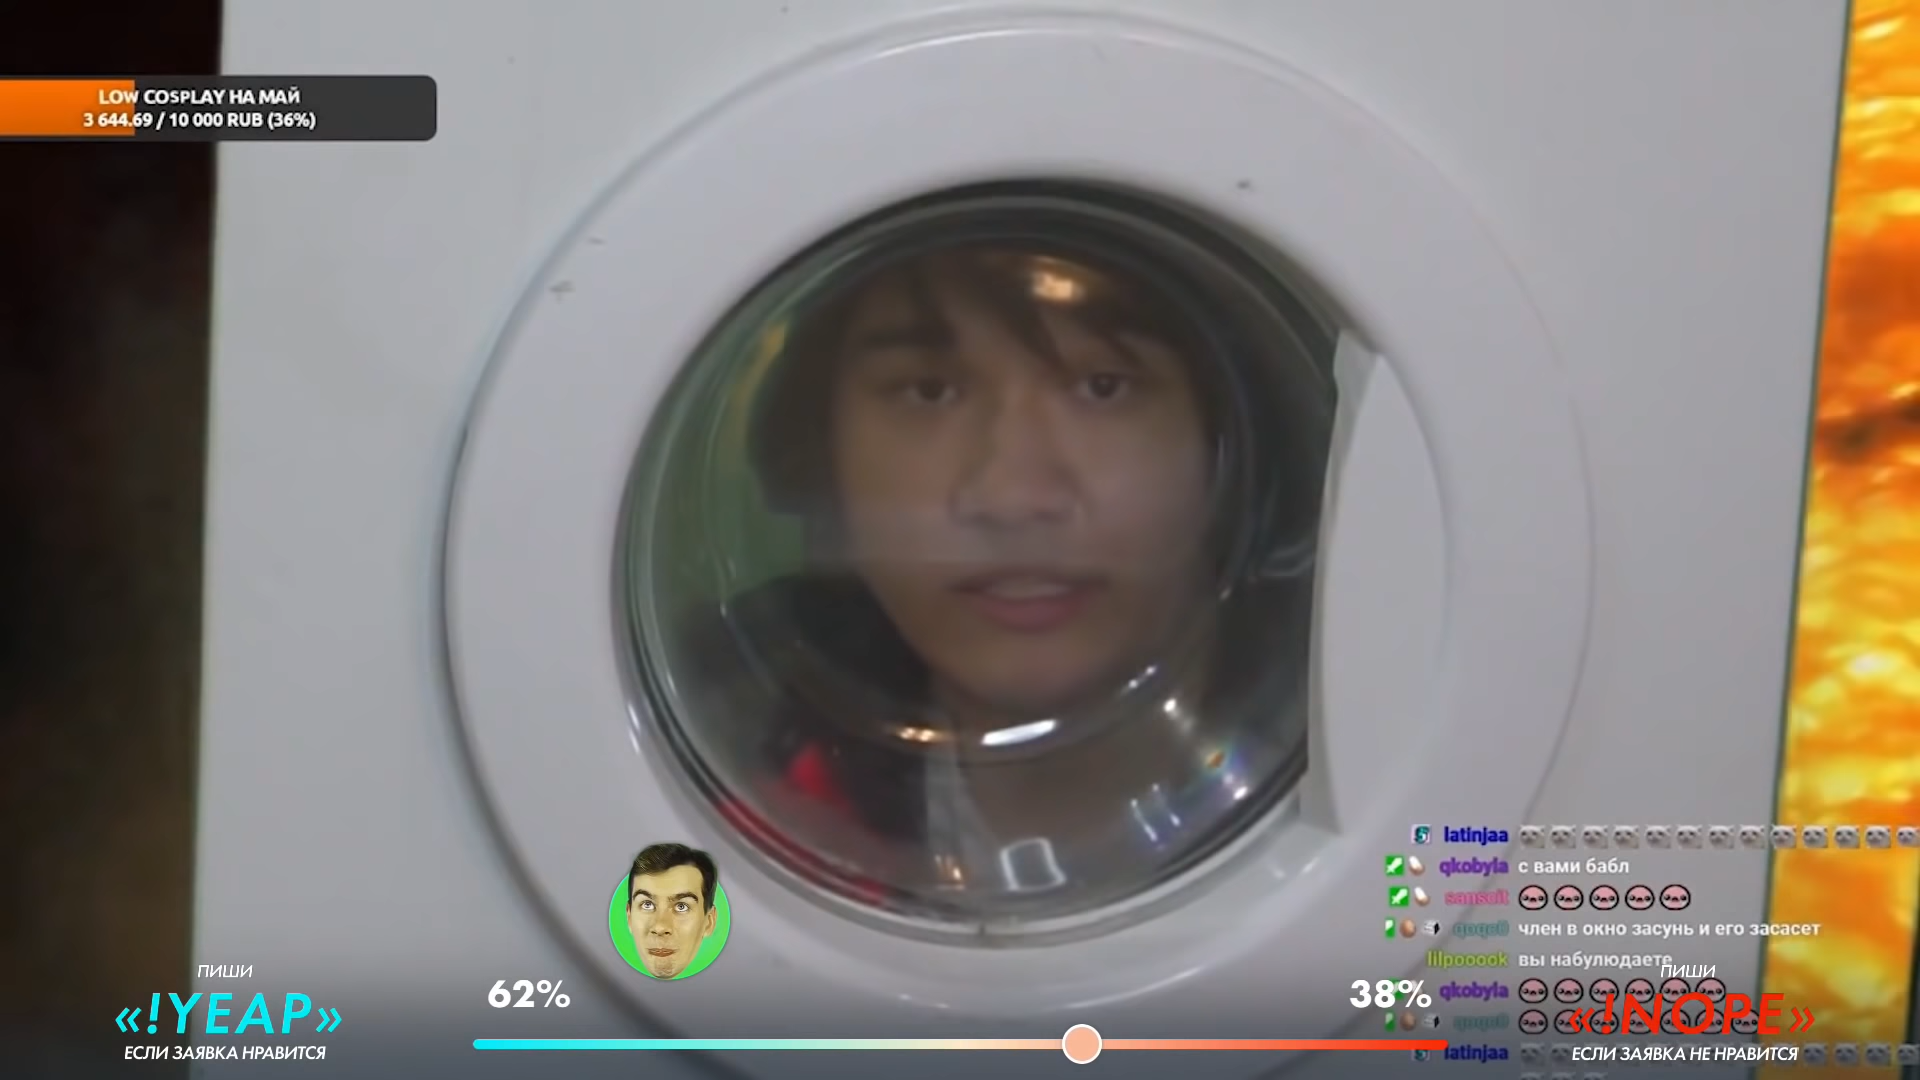 LOW COSPLAY НА МАЙ
3 644.69 / 10 000 RUB (36%)
latinjaa
qkobyla с вами бабл
sanscit
член в окно засунь и его засасет
lilpooook вы набулюдаете
qkobyla
latinjaa
ПИШИ
«!YEAP»
ЕСЛИ ЗАЯВКА НРАВИТСЯ
62%
38%
ПИШИ
«!NOPE»
ЕСЛИ ЗАЯВКА НЕ НРАВИТСЯ